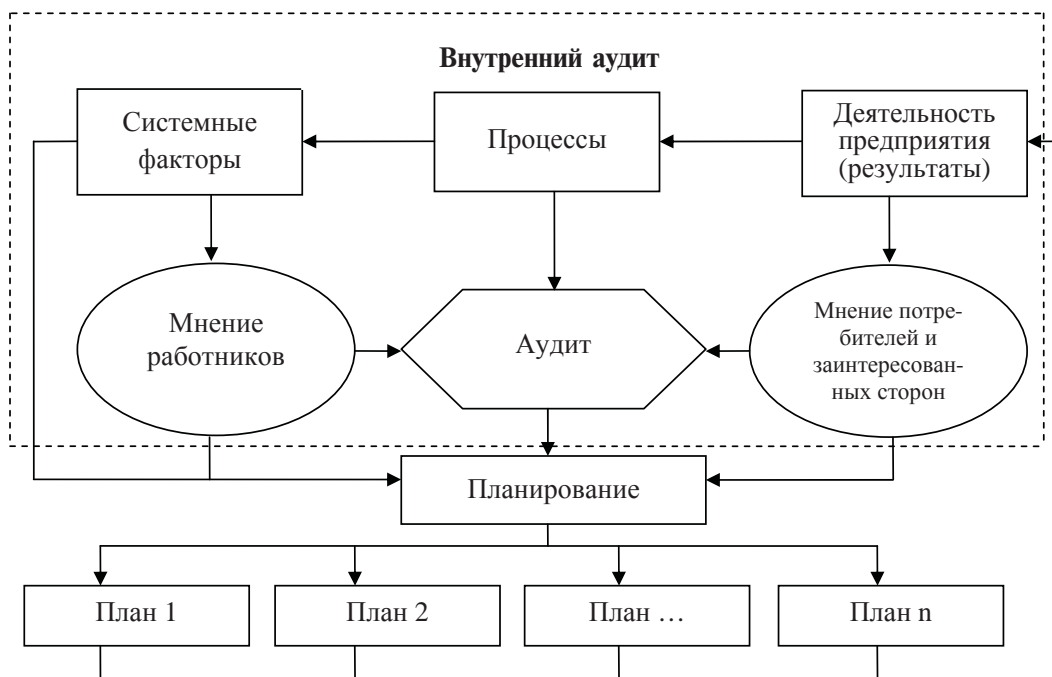 Внутренний аудит
Системные
факторы
Процессы
Деятельность
предприятия
(результаты)
Мнение
работников
Аудит
Мнение потре-
бителей и
заинтересован-
ных сторон
Планирование
План 1
План 2
План …
План n